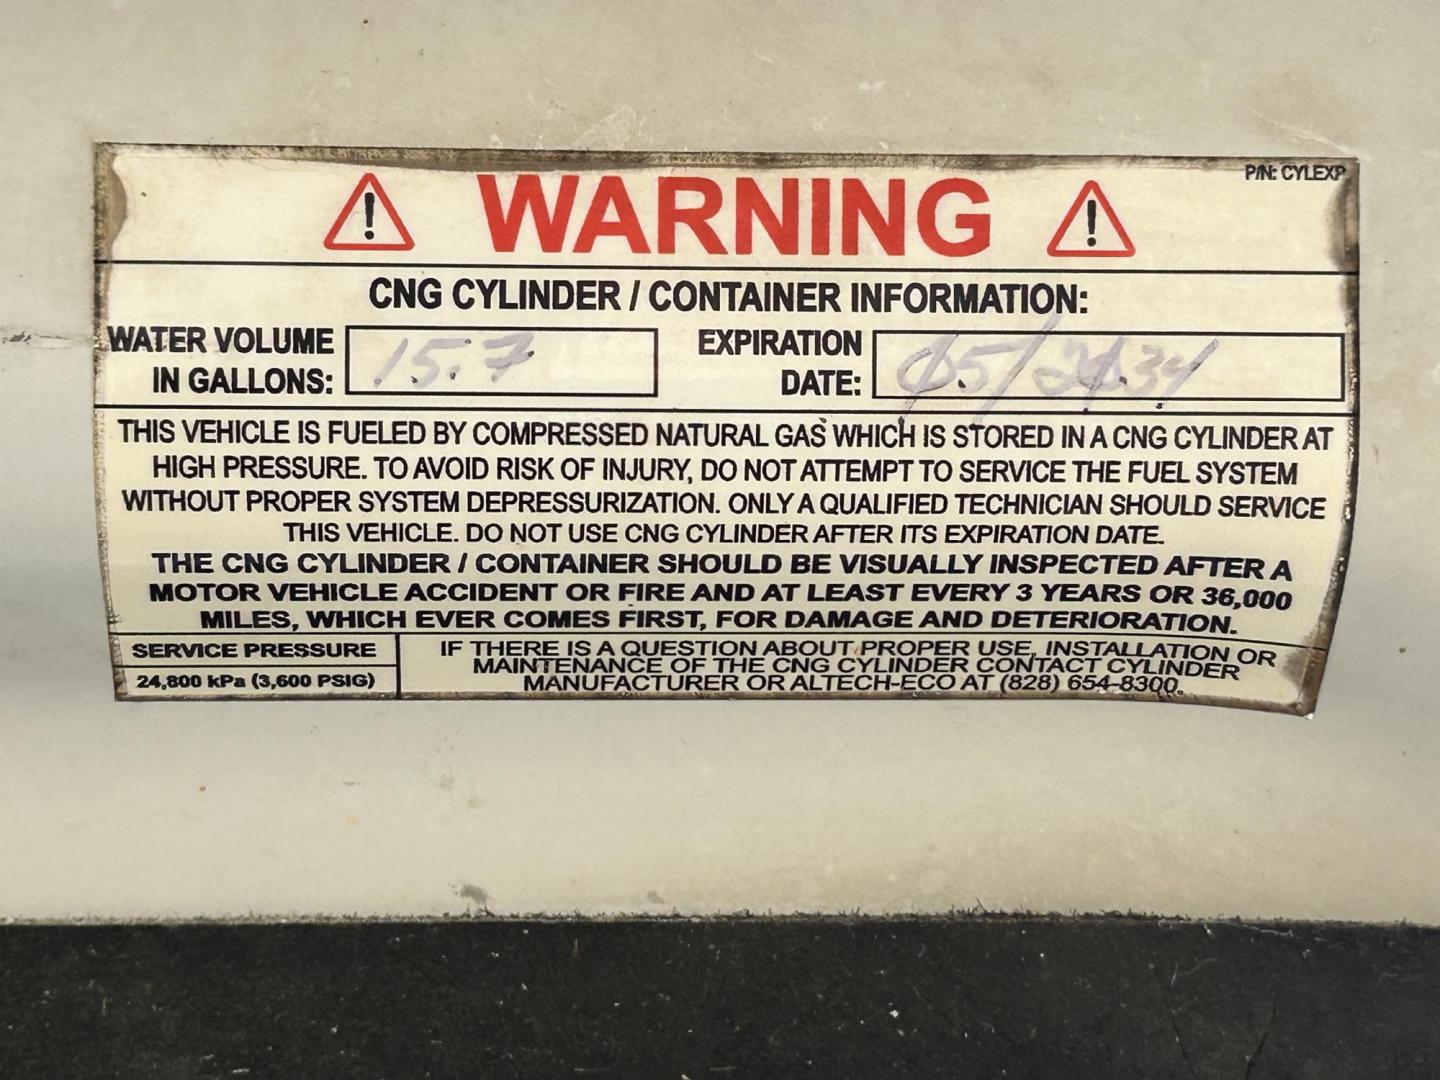 P/N: CYLEXP
! WARNING !
CNG CYLINDER / CONTAINER INFORMATION:
WATER VOLUME
IN GALLONS: 15.7
EXPIRATION
DATE: 05/2034
THIS VEHICLE IS FUELED BY COMPRESSED NATURAL GAS WHICH IS STORED IN A CNG CYLINDER AT
HIGH PRESSURE. TO AVOID RISK OF INJURY, DO NOT ATTEMPT TO SERVICE THE FUEL SYSTEM
WITHOUT PROPER SYSTEM DEPRESSURIZATION. ONLY A QUALIFIED TECHNICIAN SHOULD SERVICE
THIS VEHICLE. DO NOT USE CNG CYLINDER AFTER ITS EXPIRATION DATE.
THE CNG CYLINDER / CONTAINER SHOULD BE VISUALLY INSPECTED AFTER A
MOTOR VEHICLE ACCIDENT OR FIRE AND AT LEAST EVERY 3 YEARS OR 36,000
MILES, WHICH EVER COMES FIRST, FOR DAMAGE AND DETERIORATION.
SERVICE PRESSURE
24,800 kPa (3,600 PSIG)
IF THERE IS A QUESTION ABOUT PROPER USE, INSTALLATION OR
MAINTENANCE OF THE CNG CYLINDER CONTACT CYLINDER
MANUFACTURER OR ALTECH-ECO AT (828) 654-8300.